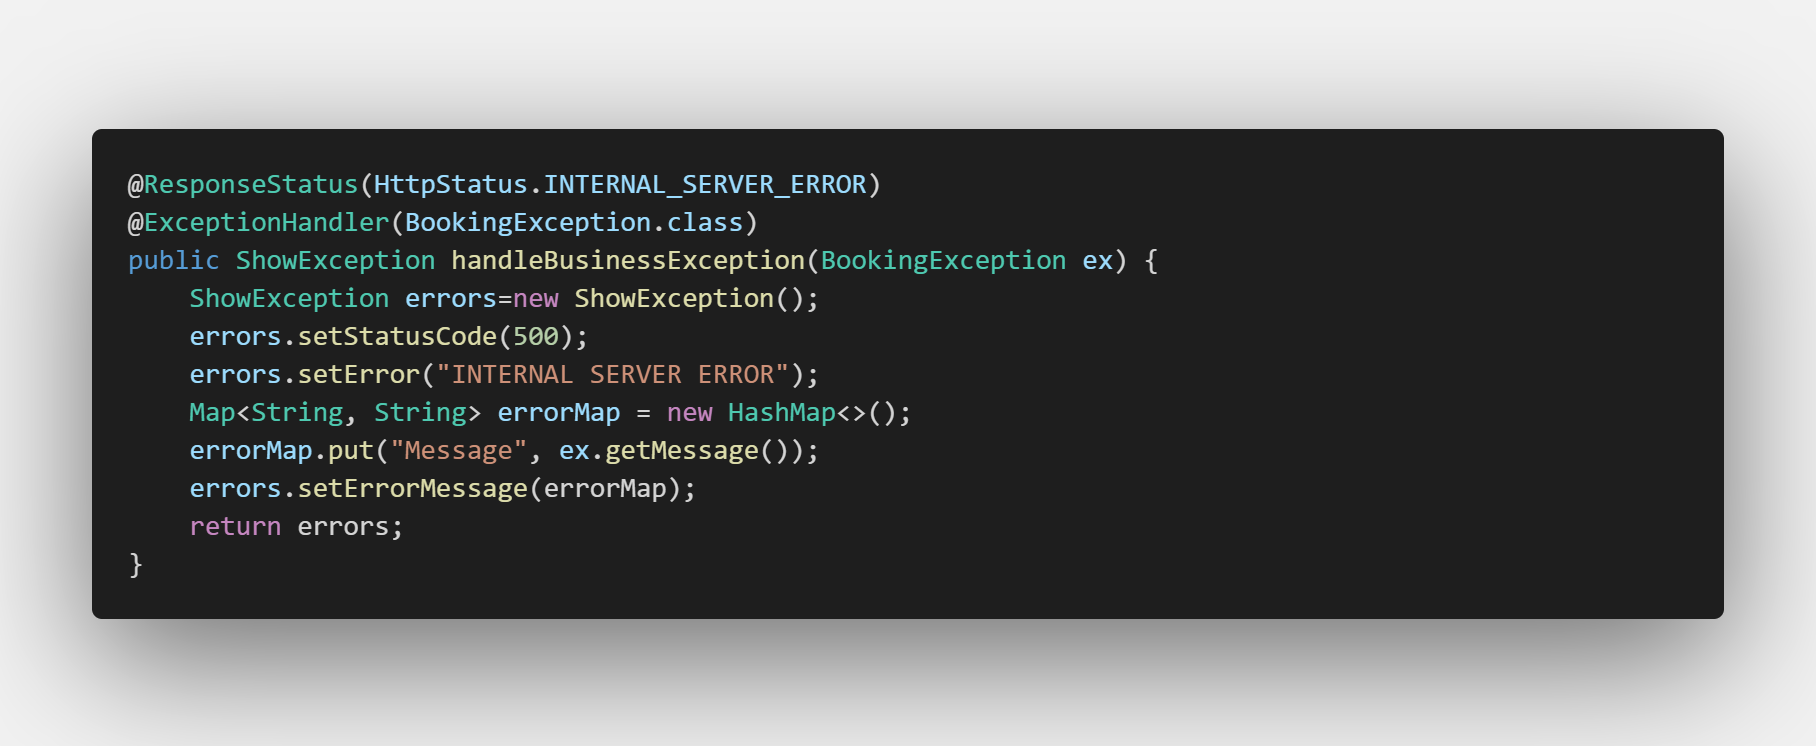 @ResponseStatus(HttpStatus.INTERNAL_SERVER_ERROR)
@ExceptionHandler(BookingException.class)
public ShowException handleBusinessException(BookingException ex) {
    ShowException errors=new ShowException();
    errors.setStatusCode(500);
    errors.setError("INTERNAL SERVER ERROR");
    Map<String, String> errorMap = new HashMap<>();
    errorMap.put("Message", ex.getMessage());
    errors.setErrorMessage(errorMap);
    return errors;
}